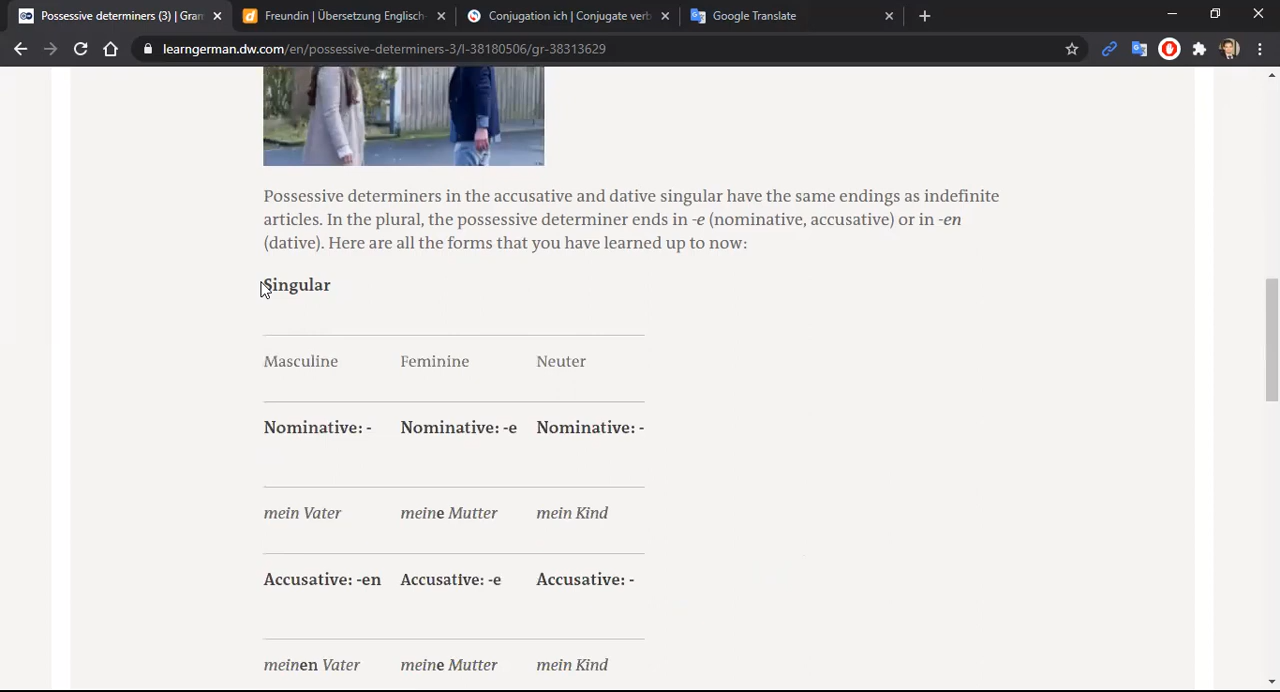 Possessive determiners (3) | Gram
Freundin | Übersetzung Englisch-
Conjugation ich | Conjugate verb
Google Translate
learngerman.dw.com/en/possessive-determiners-3/l-38180506/gr-38313629
Possessive determiners in the accusative and dative singular have the same endings as indefinite
articles. In the plural, the possessive determiner ends in -e (nominative, accusative) or in -en
(dative). Here are all the forms that you have learned up to now:
Singular
Masculine Feminine Neuter
Nominative: - Nominative: -e Nominative: -
mein Vater meine Mutter mein Kind
Accusative: -en Accusative: -e Accusative: -
meinen Vater meine Mutter mein Kind